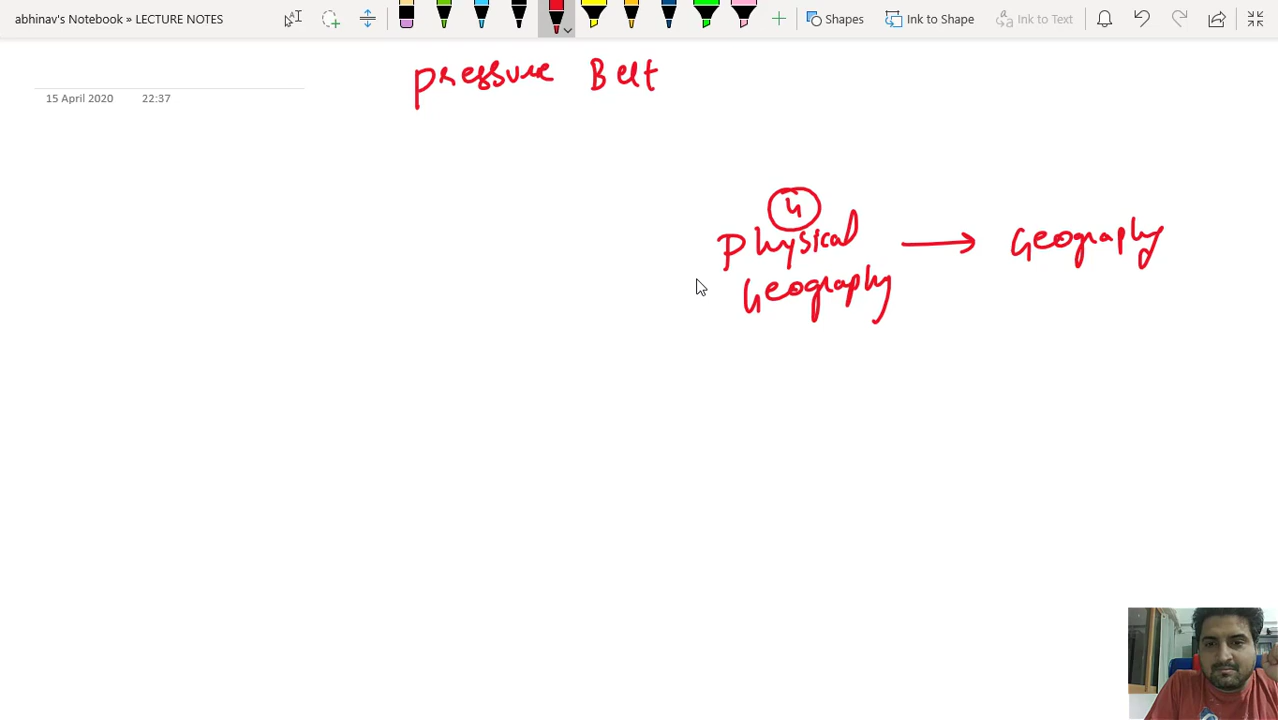 abhinav's Notebook » LECTURE NOTES
Shapes
Ink to Shape
Ink to Text
Pressure Belt
15 April 2020 22:37
4
Physical → Geography
Geography